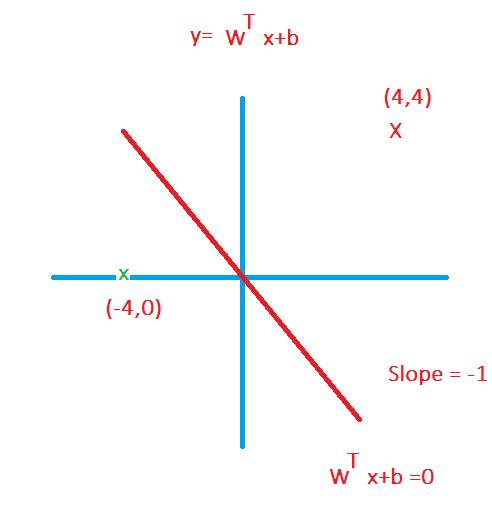 y= W^T x+b
(4,4)
X
x
(-4,0)
Slope = -1
W^T x+b =0